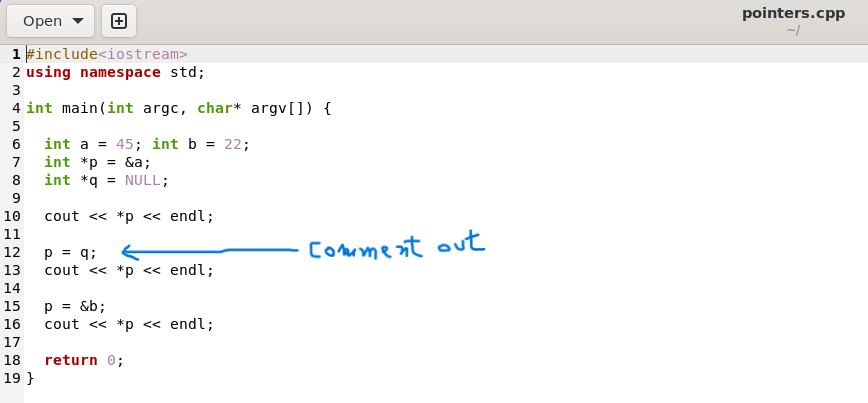 Open
pointers.cpp
~/
1 #include<iostream>
2 using namespace std;
3
4 int main(int argc, char* argv[]) {
5
6   int a = 45; int b = 22;
7   int *p = &a;
8   int *q = NULL;
9
10   cout << *p << endl;
11
12   p = q; comment out
13   cout << *p << endl;
14
15   p = &b;
16   cout << *p << endl;
17
18   return 0;
19 }